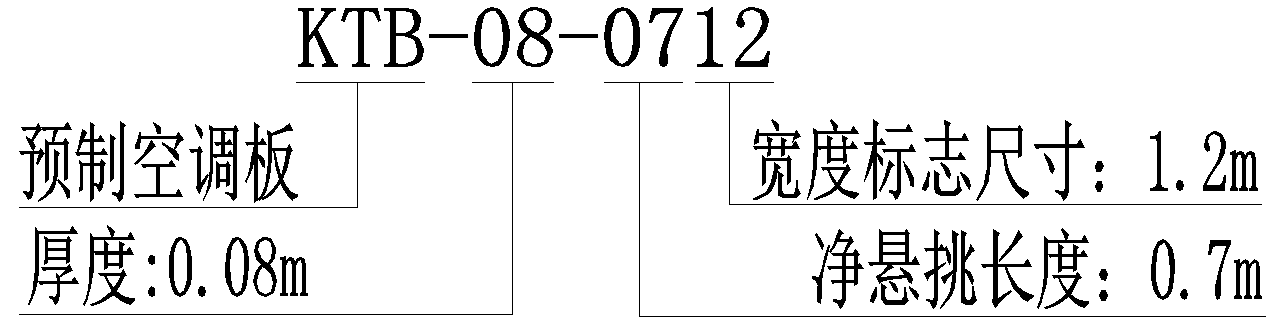 KTB-08-0712
预制空调板
宽度标志尺寸：1.2m
厚度:0.08m
净悬挑长度：0.7m